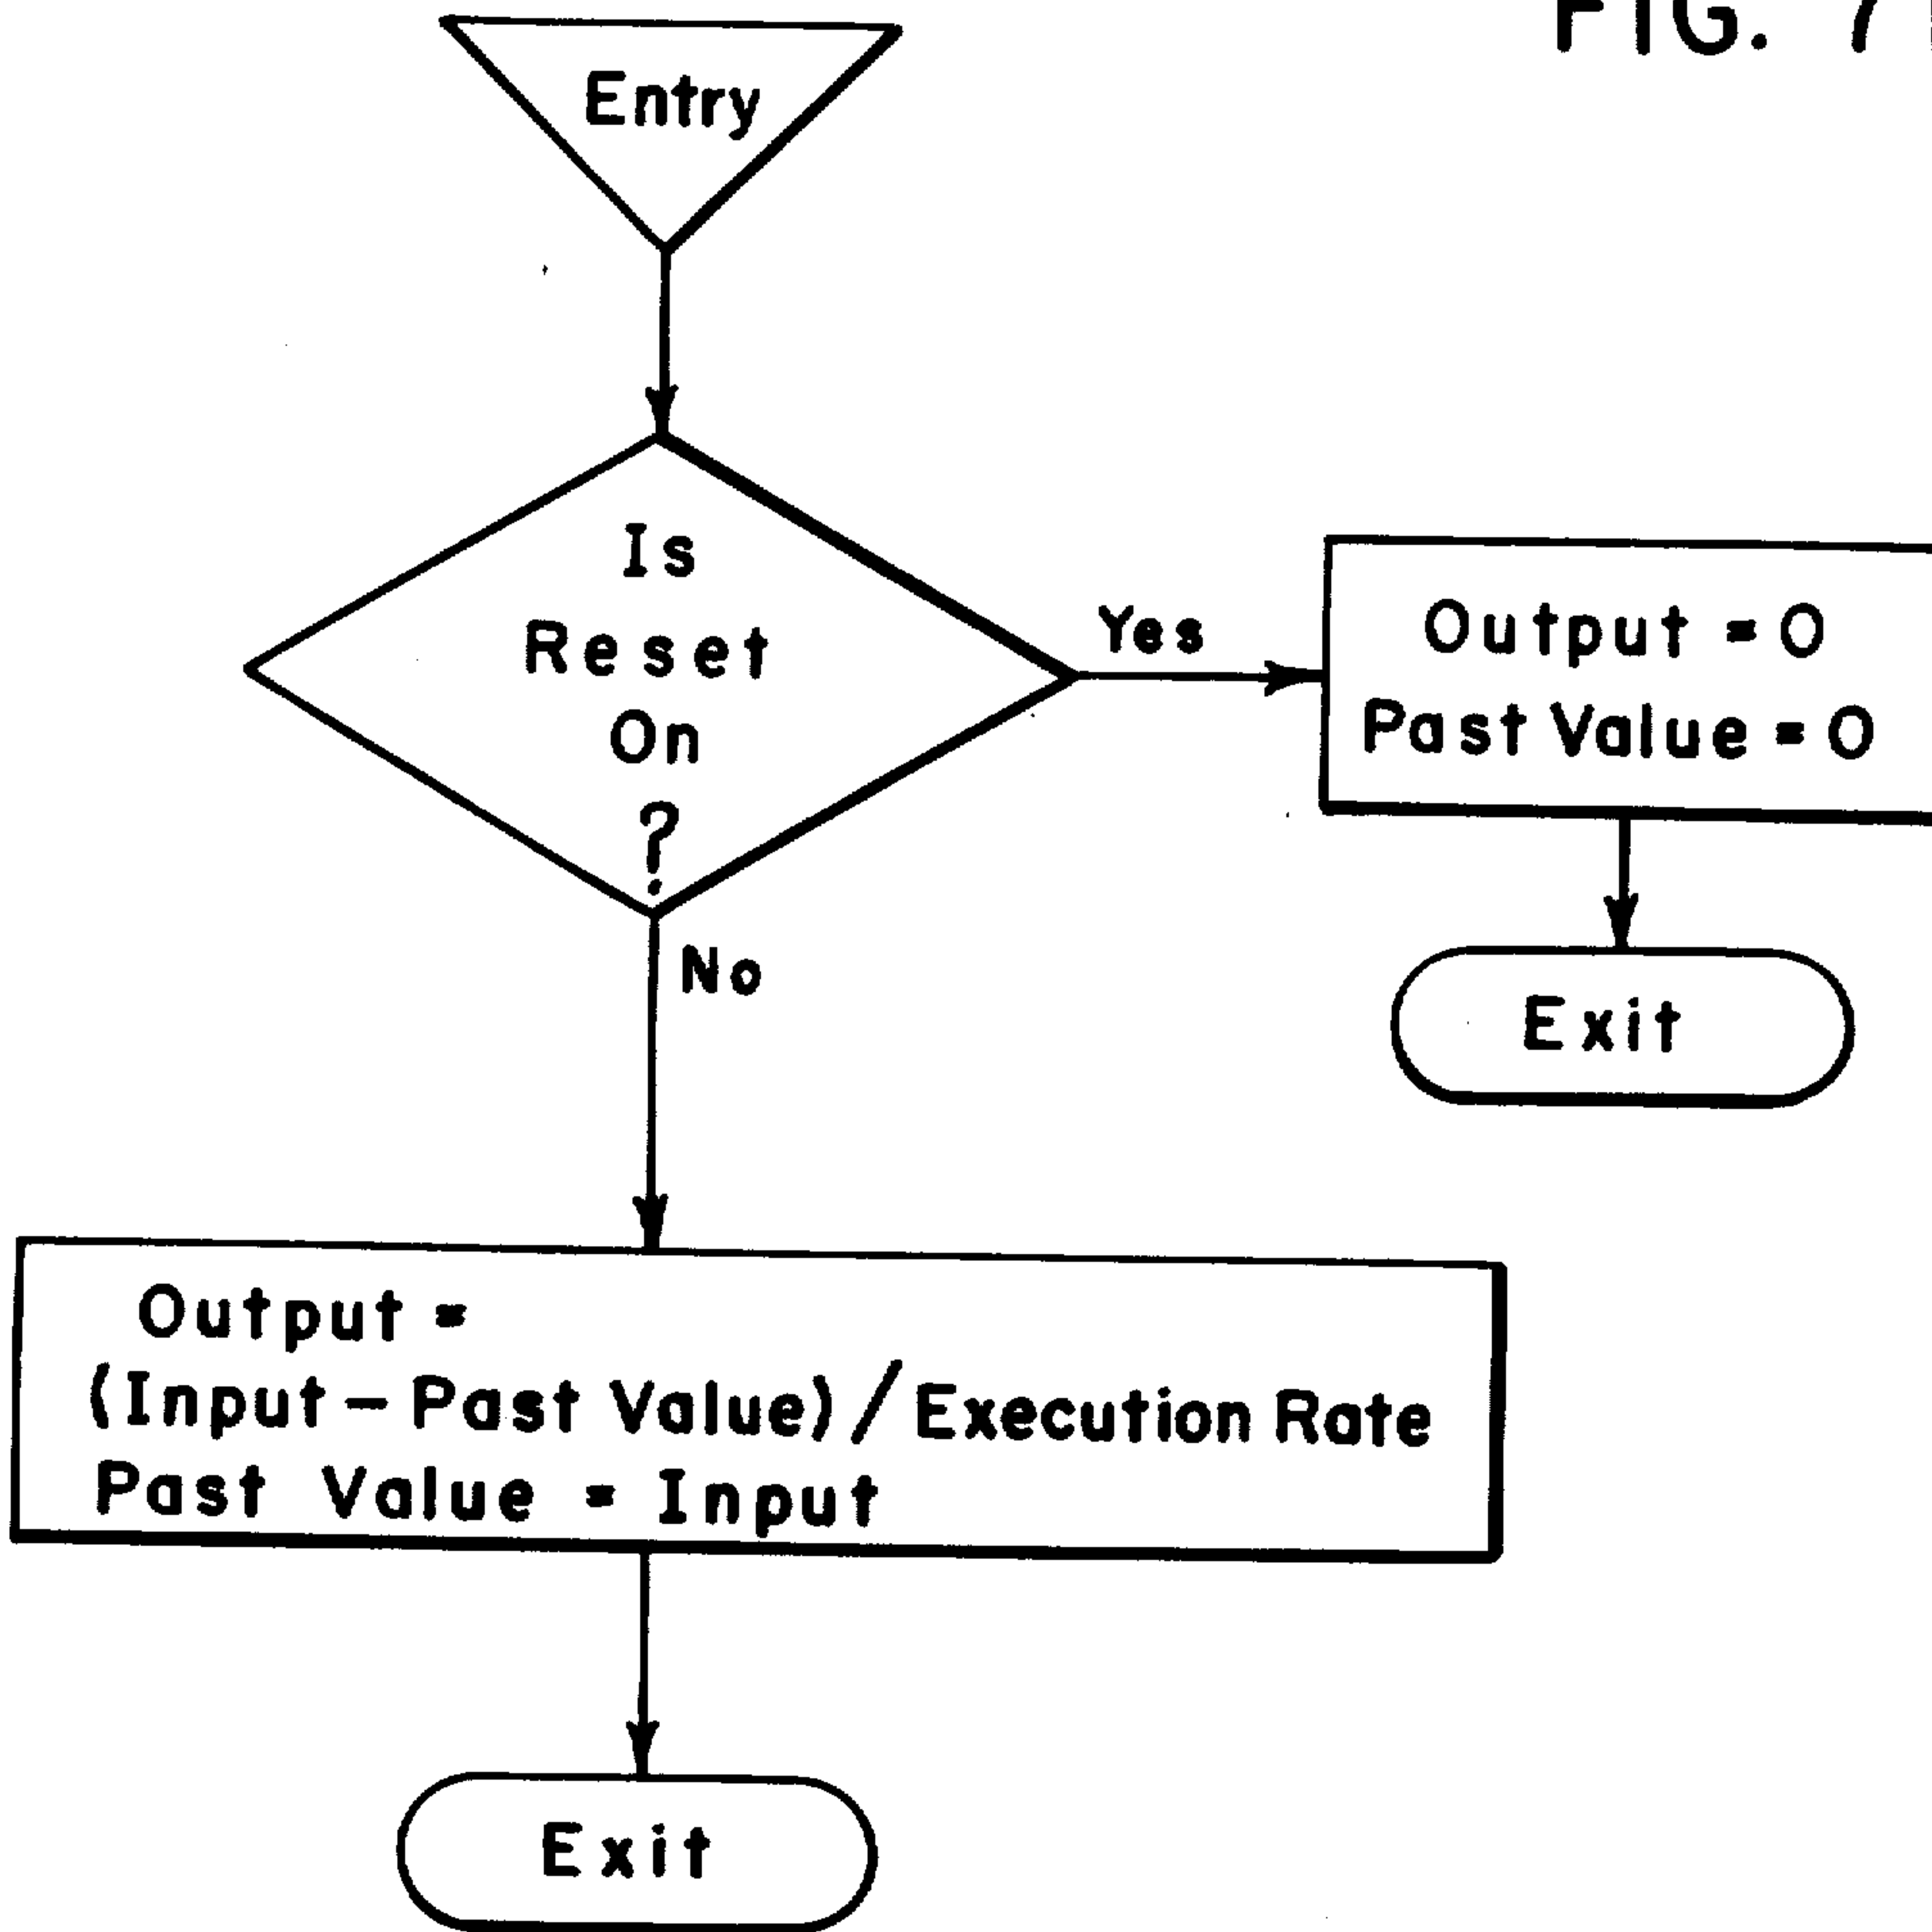 FIG. 7
Entry
Is
Reset
On
?
Yes
Output = 0
Past Value = 0
No
Exit
Output =
(Input - Past Value) / Execution Rate
Past Value = Input
Exit